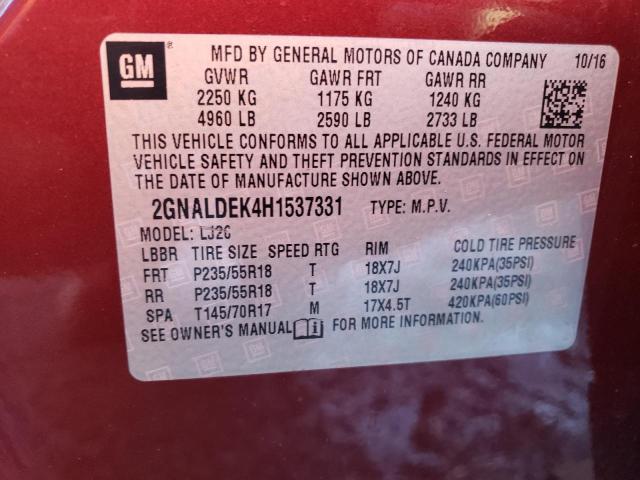 GM ®
MFD BY GENERAL MOTORS OF CANADA COMPANY 10/16
GVWR GAWR FRT GAWR RR
2250 KG 1175 KG 1240 KG
4960 LB 2590 LB 2733 LB
THIS VEHICLE CONFORMS TO ALL APPLICABLE U.S. FEDERAL MOTOR
VEHICLE SAFETY AND THEFT PREVENTION STANDARDS IN EFFECT ON
THE DATE OF MANUFACTURE SHOWN ABOVE.
2GNALDEK4H1537331 TYPE: M.P.V.
MODEL:
LBBR TIRE SIZE SPEED RTG RIM COLD TIRE PRESSURE
FRT P235/55R18 T 18X7J 240KPA(35PSI)
RR P235/55R18 T 18X7J 240KPA(35PSI)
SPA T145/70R17 M 17X4.5T 420KPA(60PSI)
SEE OWNER'S MANUAL FOR MORE INFORMATION.